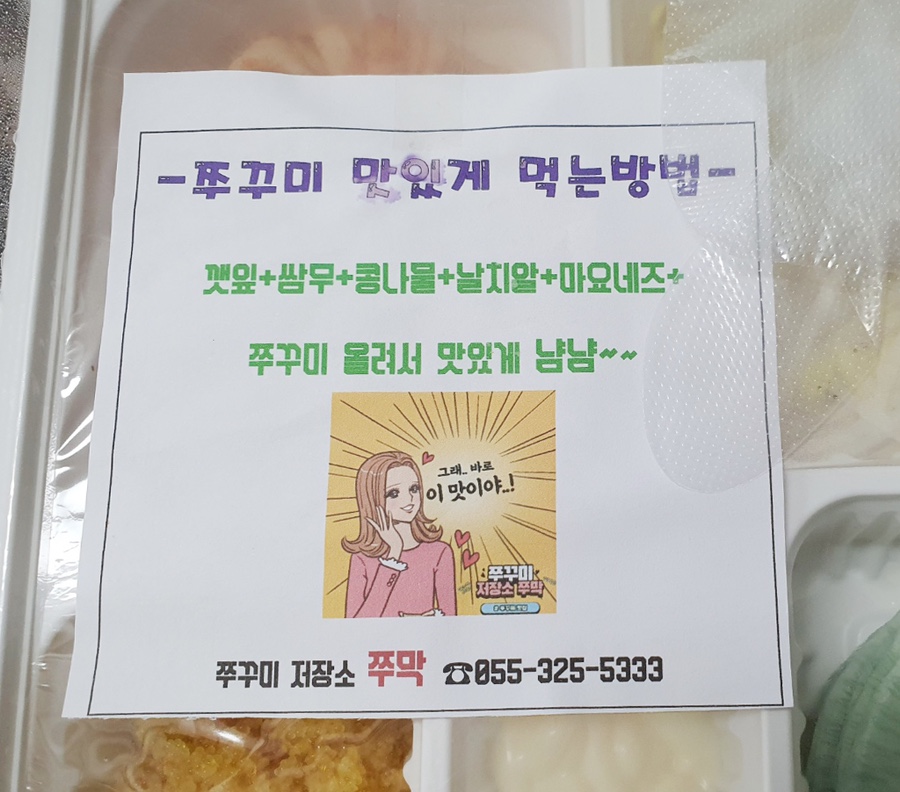 -쭈꾸미 맛있게 먹는방법-
깻잎+쌈무+콩나물+날치알+마요네즈+
쭈꾸미 올려서 맛있게 냠냠~~
그래.. 바로
이 맛이야..!
쭈꾸미
저장소 쭈막
쭈꾸미 저장소 쭈막 ☎055-325-5333